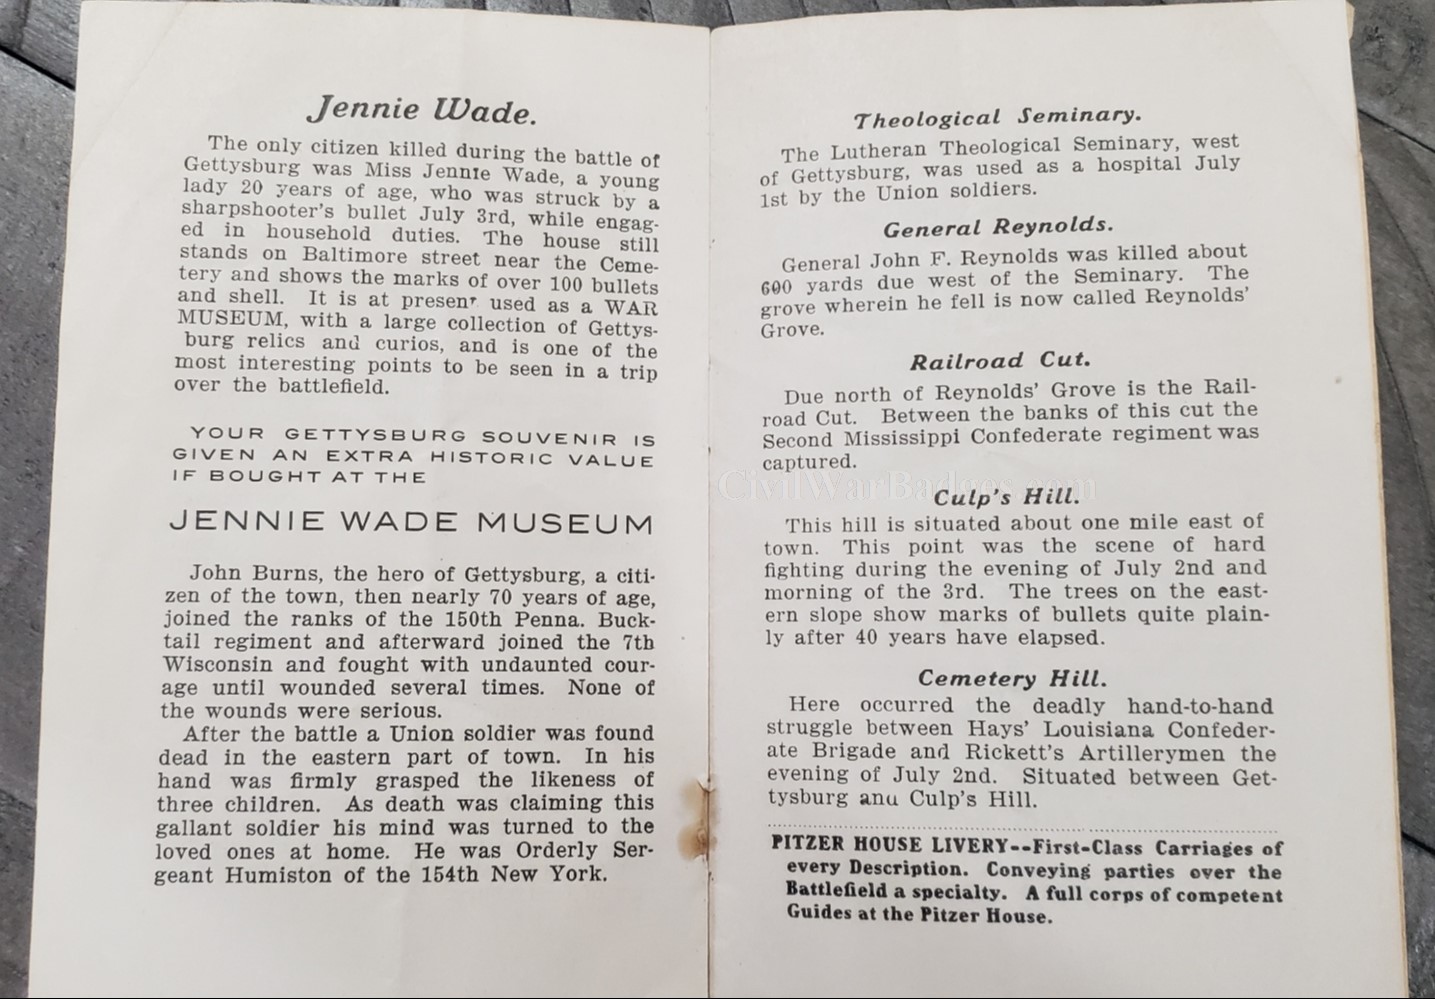 Jennie Wade.
The only citizen killed during the battle of
Gettysburg was Miss Jennie Wade, a young
lady 20 years of age, who was struck by a
sharpshooter's bullet July 3rd, while engag-
ed in household duties. The house still
stands on Baltimore street near the Ceme-
tery and shows the marks of over 100 bullets
and shell. It is at present used as a WAR
MUSEUM, with a large collection of Gettys-
burg relics and curios, and is one of the
most interesting points to be seen in a trip
over the battlefield.
YOUR GETTYSBURG SOUVENIR IS
GIVEN AN EXTRA HISTORIC VALUE
IF BOUGHT AT THE
JENNIE WADE MUSEUM
John Burns, the hero of Gettysburg, a citi-
zen of the town, then nearly 70 years of age,
joined the ranks of the 150th Penna. Buck-
tail regiment and afterward joined the 7th
Wisconsin and fought with undaunted cour-
age until wounded several times. None of
the wounds were serious.
After the battle a Union soldier was found
dead in the eastern part of town. In his
hand was firmly grasped the likeness of
three children. As death was claiming this
gallant soldier his mind was turned to the
loved ones at home. He was Orderly Ser-
geant Humiston of the 154th New York.
Theological Seminary.
The Lutheran Theological Seminary, west
of Gettysburg, was used as a hospital July
1st by the Union soldiers.
General Reynolds.
General John F. Reynolds was killed about
600 yards due west of the Seminary. The
grove wherein he fell is now called Reynolds'
Grove.
Railroad Cut.
Due north of Reynolds' Grove is the Rail-
road Cut. Between the banks of this cut the
Second Mississippi Confederate regiment was
captured.
CivilWarBadges.com
Culp's Hill.
This hill is situated about one mile east of
town. This point was the scene of hard
fighting during the evening of July 2nd and
morning of the 3rd. The trees on the east-
ern slope show marks of bullets quite plain-
ly after 40 years have elapsed.
Cemetery Hill.
Here occurred the deadly hand-to-hand
struggle between Hays' Louisiana Confeder-
ate Brigade and Rickett's Artillerymen the
evening of July 2nd. Situated between Get-
tysburg and Culp's Hill.
PITZER HOUSE LIVERY--First-Class Carriages of
every Description. Conveying parties over the
Battlefield a specialty. A full corps of competent
Guides at the Pitzer House.